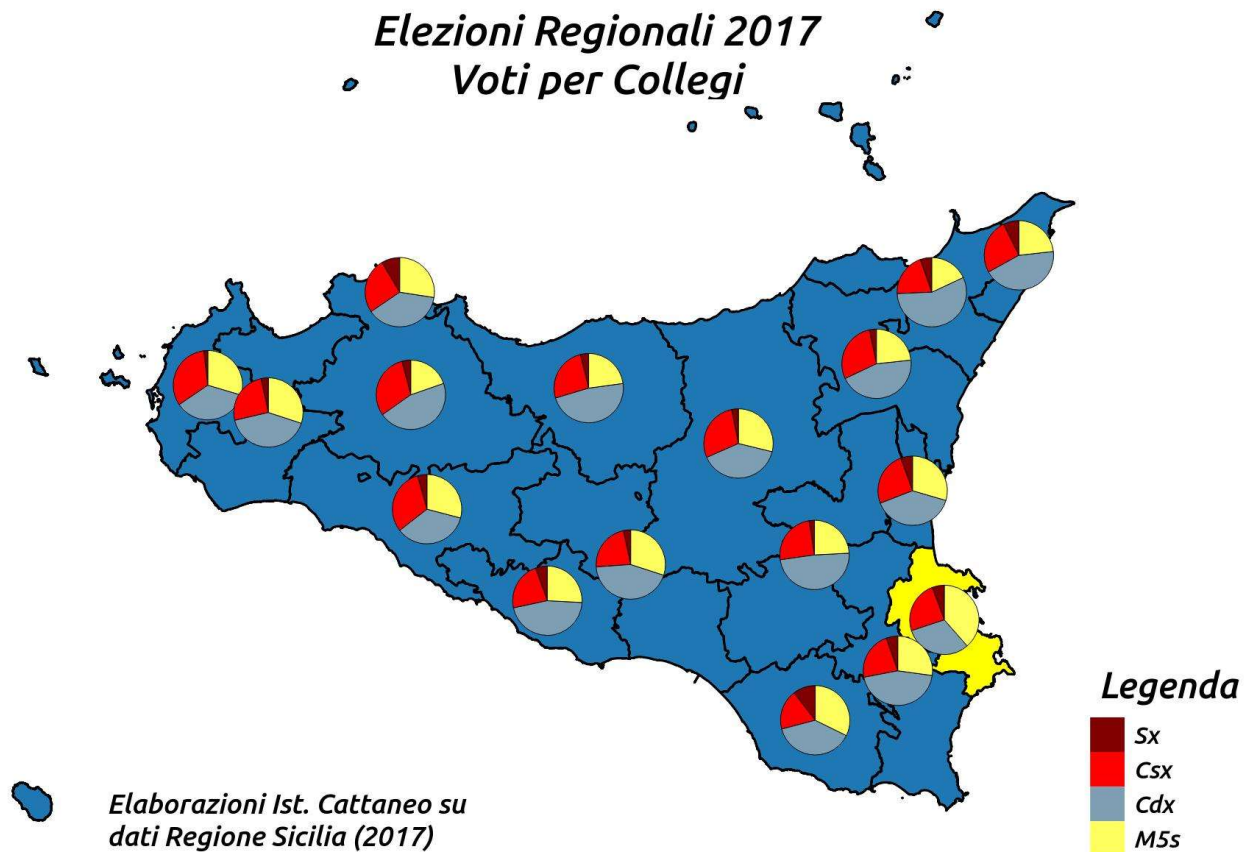 Elezioni Regionali 2017
Voti per Collegi
Legenda
Sx
Csx
Cdx
M5s
Elaborazioni Ist. Cattaneo su
dati Regione Sicilia (2017)